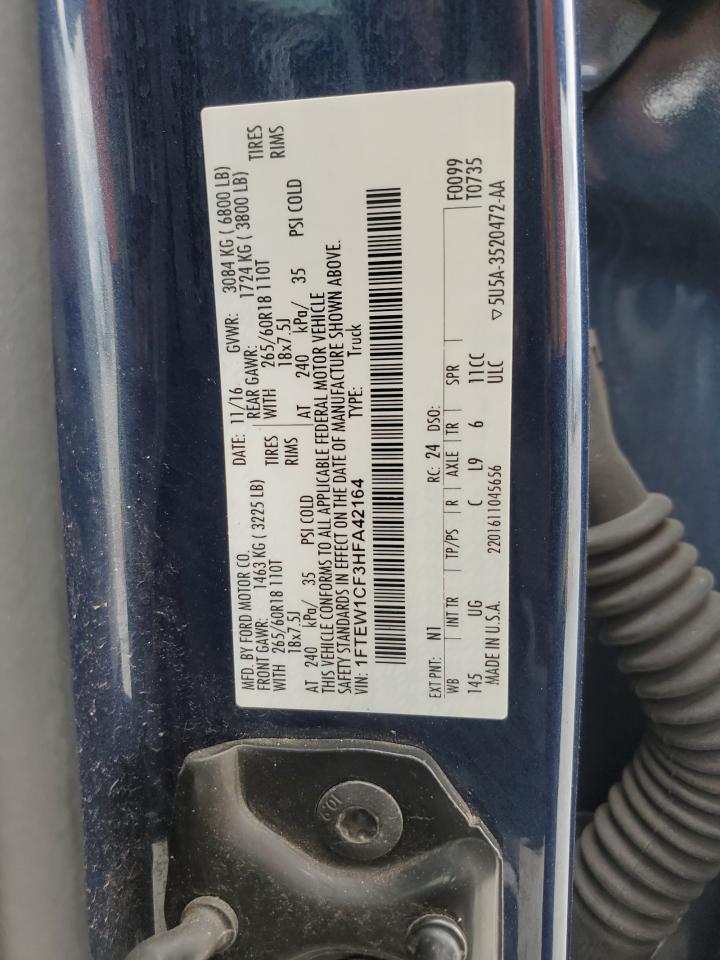 MFD. BY FORD MOTOR CO. DATE: 11/16 GVWR: 3084 KG ( 6800 LB)
FRONT GAWR: 1463 KG ( 3225 LB) REAR GAWR: 1724 KG ( 3800 LB)
WITH 265/60R18 110T TIRES WITH 265/60R18 110T TIRES
18x7.5J RIMS 18x7.5J RIMS
AT 240 kPa/ 35 PSI COLD AT 240 kPa/ 35 PSI COLD
THIS VEHICLE CONFORMS TO ALL APPLICABLE FEDERAL MOTOR VEHICLE
SAFETY STANDARDS IN EFFECT ON THE DATE OF MANUFACTURE SHOWN ABOVE.
VIN: 1FTEW1CF3HFA42164 TYPE: Truck
EXT PNT: N1 RC: 24 DSO: F0099
WB INT TR TP/PS R AXLE TR SPR T0735
145 UG C L9 6 11CC
MADE IN U.S.A. 2201611045656 ULC ▽5U5A-3520472-AA
10.9